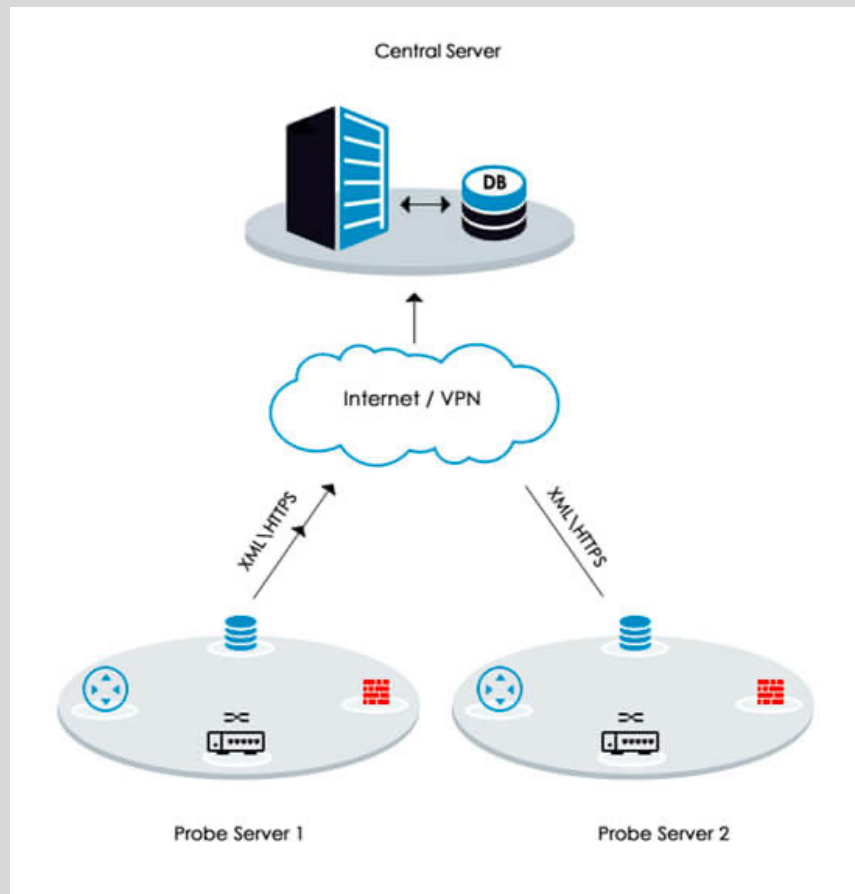 Central Server
DB
Internet / VPN
XML\HTTPS
XML\HTTPS
Probe Server 1
Probe Server 2